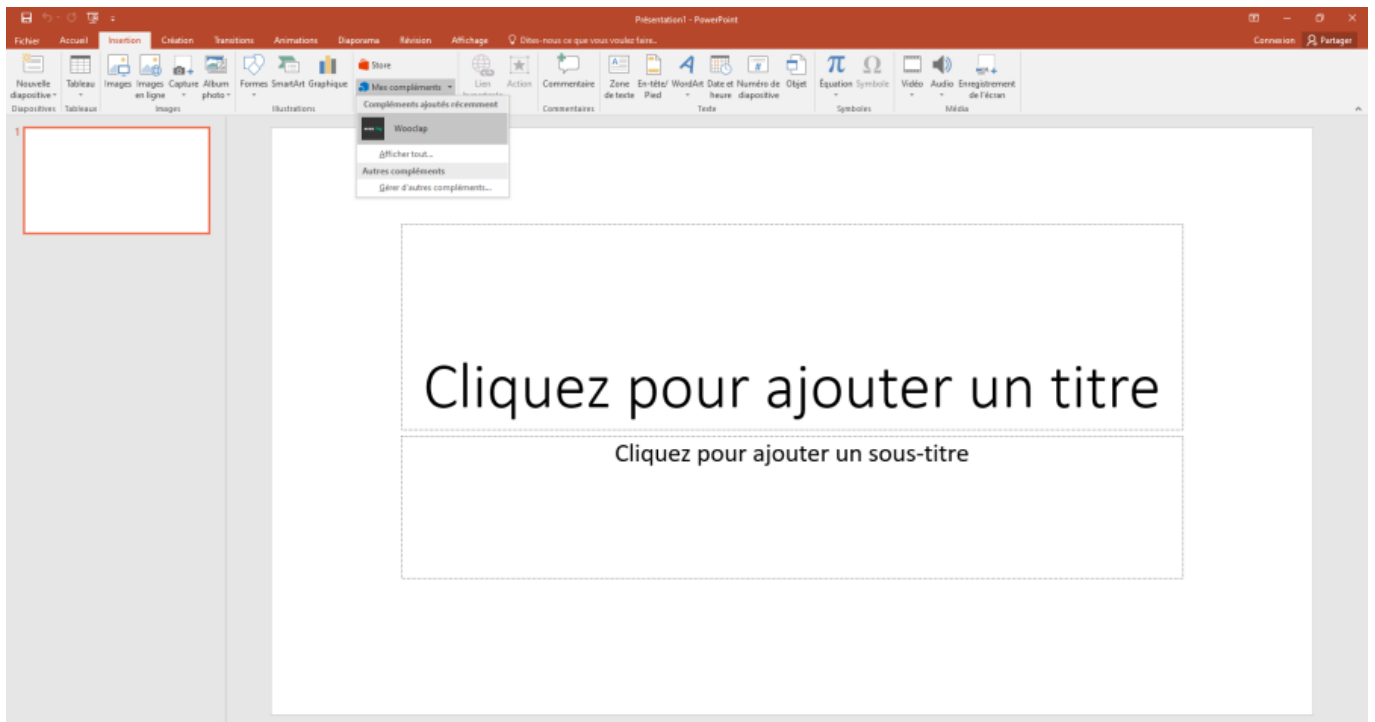 Présentation1 - PowerPoint
Fichier Accueil Insertion Création Transitions Animations Diaporama Révision Affichage Dites-nous ce que vous voulez faire... Connexion Partager
Nouvelle diapositive
Tableau
Images
Images en ligne
Capture
Album photo
Formes
SmartArt
Graphique
Store
Mes compléments
Lien
Action
Commentaire
Zone de texte
En-tête/ Pied
WordArt
Date et heure
Numéro de diapositive
Objet
Équation
Symbole
Vidéo
Audio
Enregistrement de l'écran
Diapositives Tableaux Images Illustrations Commentaires Texte Symboles Média
Compléments ajoutés récemment
Wooclap
Afficher tout...
Autres compléments
Gérer d'autres compléments...
1
Cliquez pour ajouter un titre
Cliquez pour ajouter un sous-titre